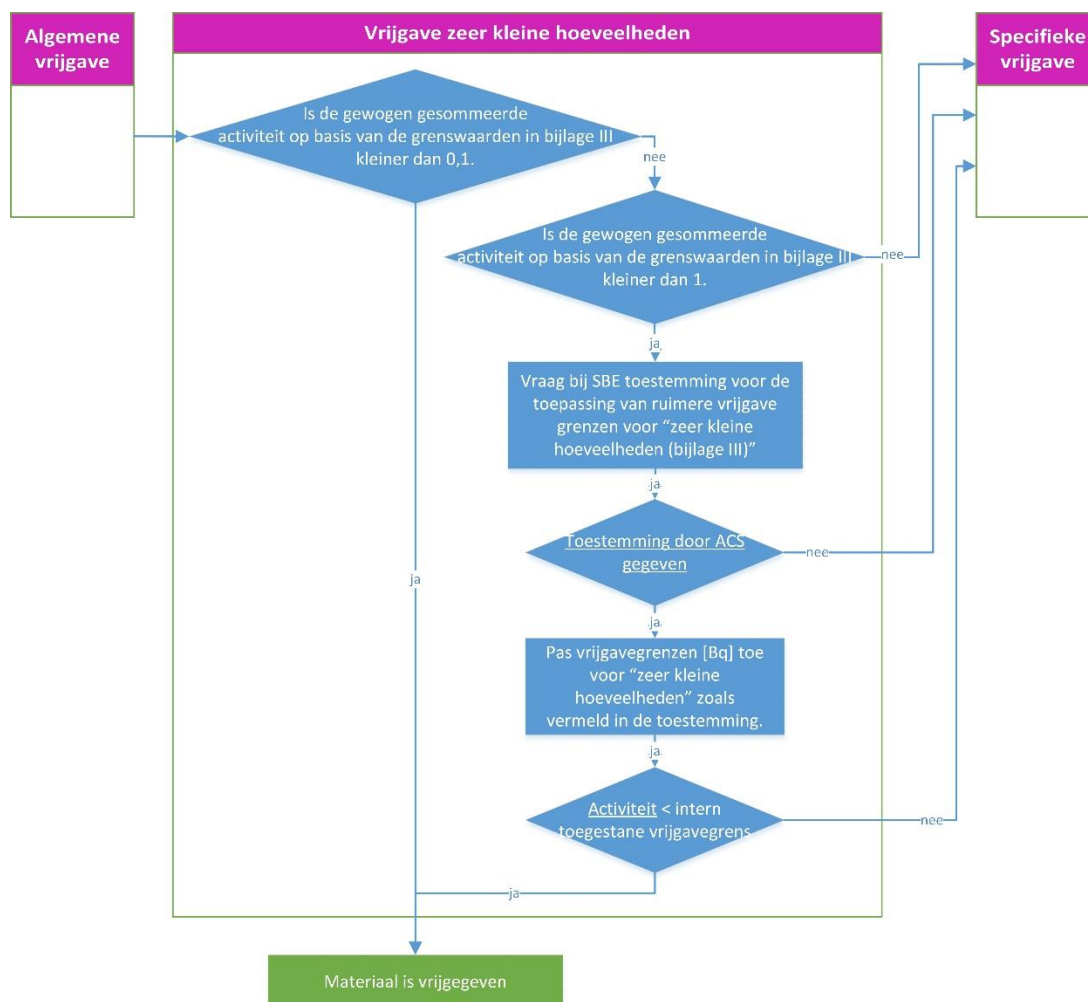 Algemene
vrijgave
Vrijgave zeer kleine hoeveelheden
Specifieke
vrijgave
Is de gewogen gesommeerde
activiteit op basis van de grenswaarden in bijlage III
kleiner dan 0,1.
nee
Is de gewogen gesommeerde
activiteit op basis van de grenswaarden in bijlage III
kleiner dan 1.
nee
ja
Vraag bij SBE toestemming voor de
toepassing van ruimere vrijgave
grenzen voor “zeer kleine
hoeveelheden (bijlage III)”
ja
Toestemming door ACS
gegeven
nee
ja
ja
Pas vrijgavegrenzen [Bq] toe
voor “zeer kleine
hoeveelheden” zoals
vermeld in de toestemming.
ja
Activiteit < intern
toegestane vrijgavegrens
nee
ja
Materiaal is vrijgegeven